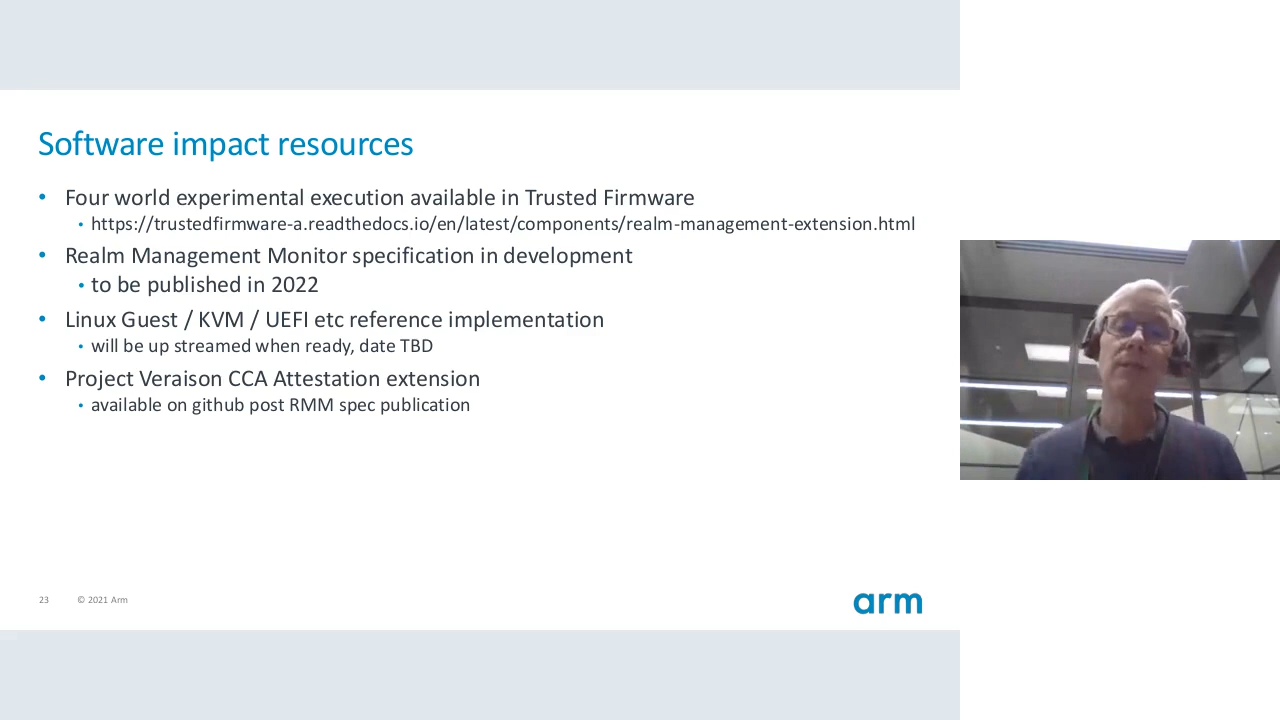 Software impact resources
• Four world experimental execution available in Trusted Firmware
• https://trustedfirmware-a.readthedocs.io/en/latest/components/realm-management-extension.html
• Realm Management Monitor specification in development
• to be published in 2022
• Linux Guest / KVM / UEFI etc reference implementation
• will be up streamed when ready, date TBD
• Project Veraison CCA Attestation extension
• available on github post RMM spec publication
23 © 2021 Arm
arm